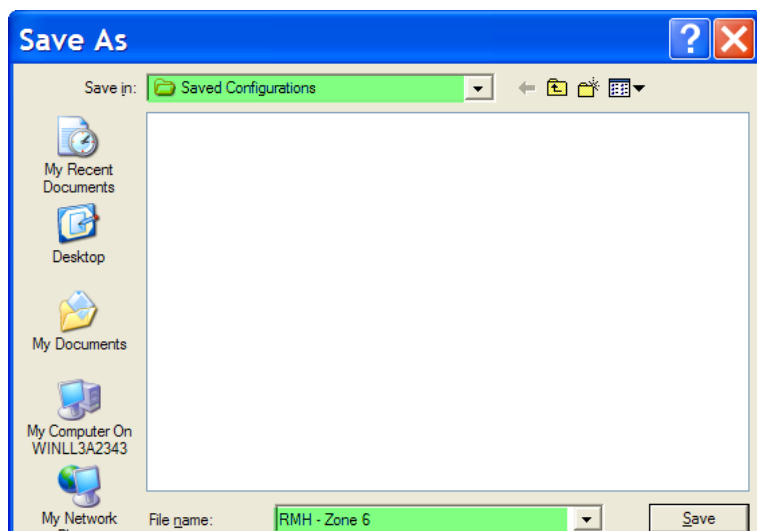 Save As
Save in: Saved Configurations
My Recent
Documents
Desktop
My Documents
My Computer On
WINLL3A2343
My Network
File name: RMH - Zone 6 Save